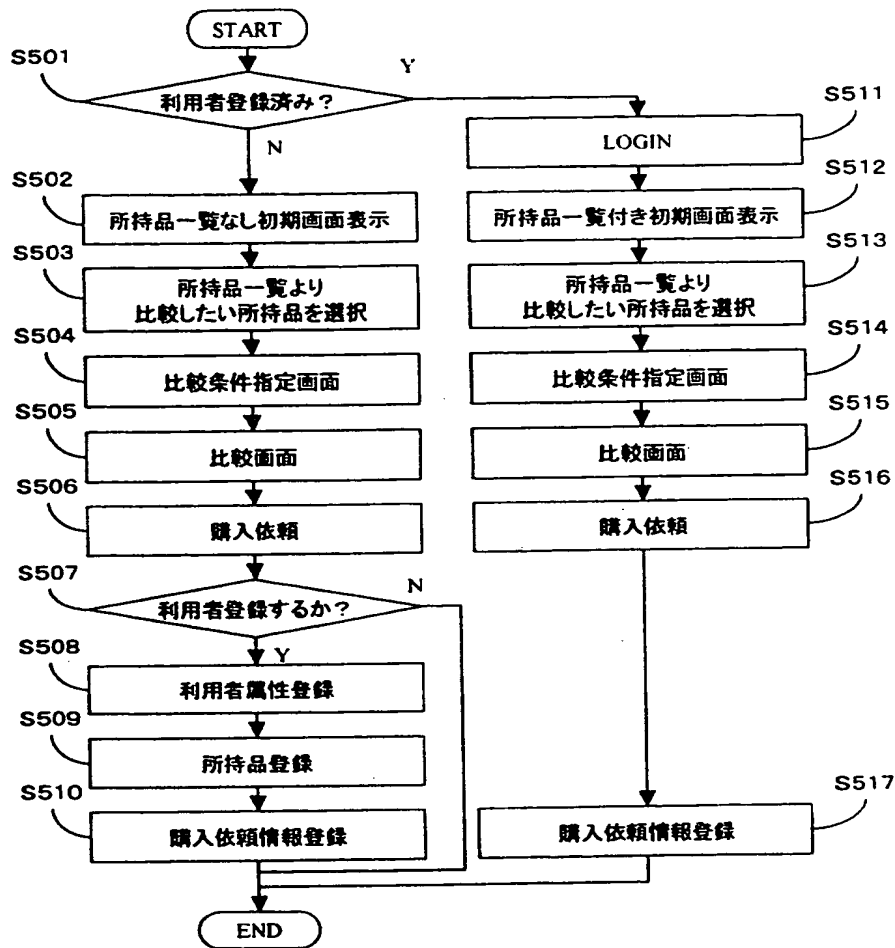 START
S501
利用者登録済み？
Y
N
S502
所持品一覧なし初期画面表示
S503
所持品一覧より
比較したい所持品を選択
S504
比較条件指定画面
S505
比較画面
S506
購入依頼
S507
利用者登録するか？
N
Y
S508
利用者属性登録
S509
所持品登録
S510
購入依頼情報登録
END
S511
LOGIN
S512
所持品一覧付き初期画面表示
S513
所持品一覧より
比較したい所持品を選択
S514
比較条件指定画面
S515
比較画面
S516
購入依頼
S517
購入依頼情報登録